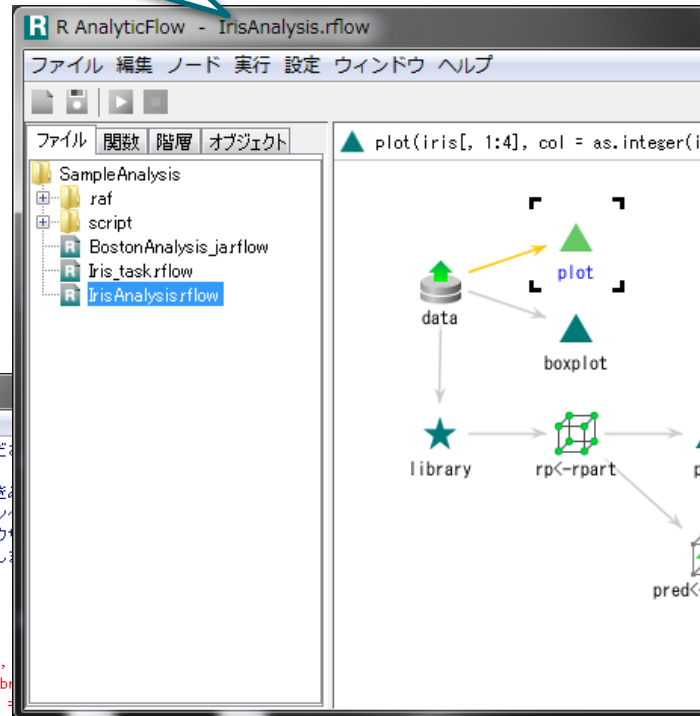 R R AnalyticFlow - IrisAnalysis.rflow
ファイル 編集 ノード 実行 設定 ウィンドウ ヘルプ
ファイル 関数 階層 オブジェクト
plot(iris[, 1:4], col = as.integer(i
SampleAnalysis
raf
script
R BostonAnalysis_ja.rflow
R Iris_task.rflow
R IrisAnalysis.rflow
plot
data
boxplot
library
rp<-rpart
p
pred<-